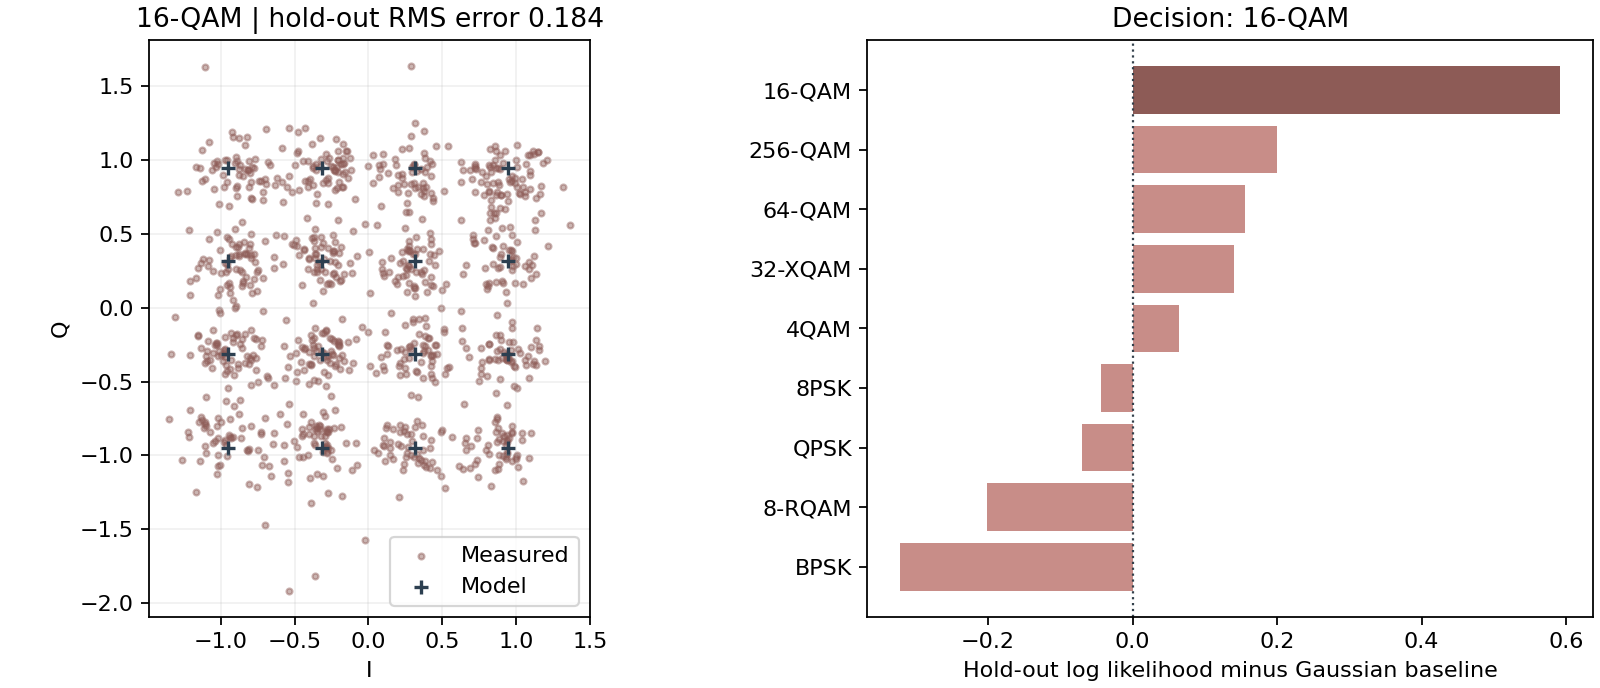 16-QAM | hold-out RMS error 0.184
1.5
1.0
0.5
0.0
−0.5
−1.0
−1.5
−2.0
Q
−1.0
−0.5
0.0
0.5
1.0
1.5
I
Measured
Model
Decision: 16-QAM
16-QAM
256-QAM
64-QAM
32-XQAM
4QAM
8PSK
QPSK
8-RQAM
BPSK
−0.2
0.0
0.2
0.4
0.6
Hold-out log likelihood minus Gaussian baseline